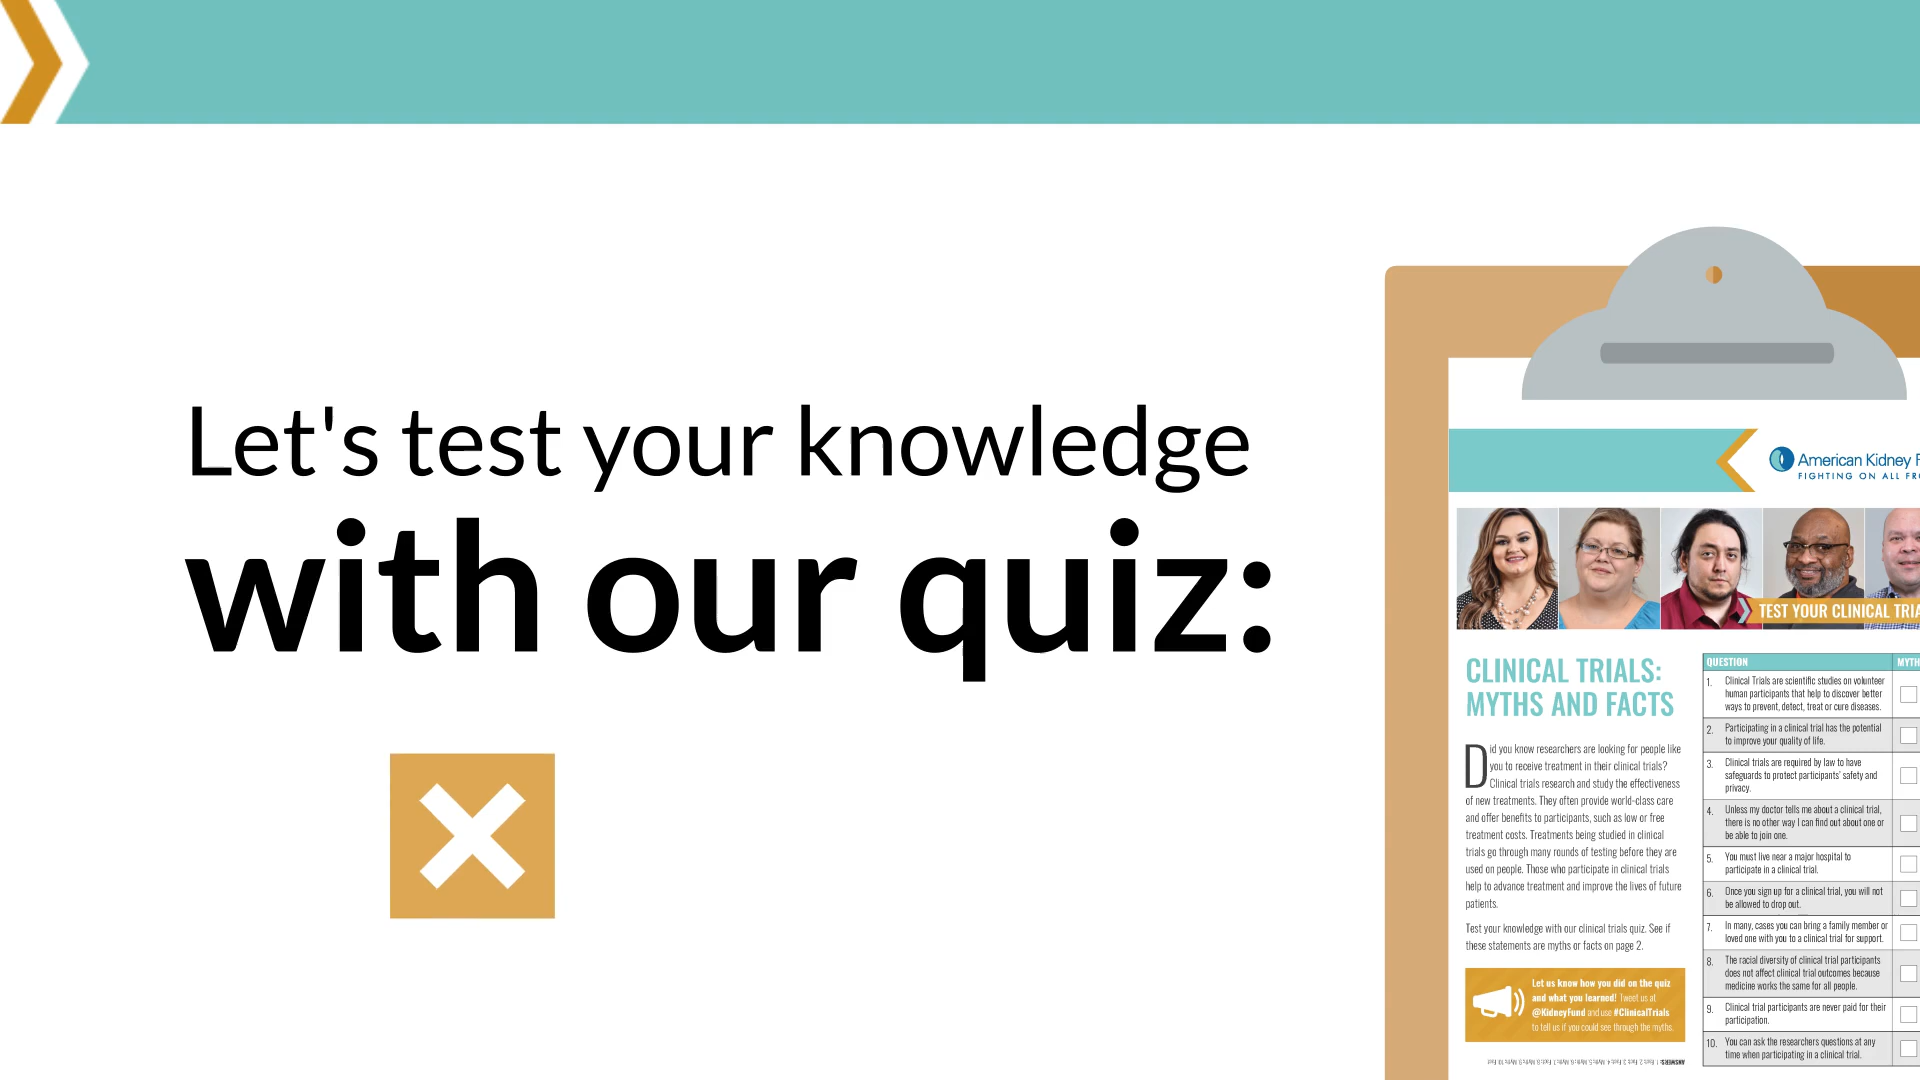 Let's test your knowledge
with our quiz:
American Kidney
FIGHTING ON ALL
TEST YOUR CLINICAL
CLINICAL TRIALS:
MYTHS AND FACTS
Did you know researchers are looking for people like
you to receive treatment in their clinical trials?
Clinical trials research and study the effectiveness
of new treatments. They often provide world-class care
and offer benefits to participants, such as low or free
treatment costs. Treatments being studied in clinical
trials go through many rounds of testing before they are
used on people. Those who participate in clinical trials
help to advance treatment and improve the lives of future
patients.
Test your knowledge with our clinical trials quiz. See if
these statements are myths or facts on page 2.
Let us know how you did on the quiz
and what you learned! Tweet us at
@KidneyFund and use #ClinicalTrials
to tell us if you could see through the myths.
QUESTION
MYTH
1. Clinical Trials are scientific studies on volunteer
human participants that help to discover better
ways to prevent, detect, treat or cure diseases.
2. Participating in a clinical trial has the potential
to improve your quality of life.
3. Clinical trials are required by law to have
safeguards to protect participants' safety and
privacy.
4. Unless my doctor tells me about a clinical trial,
there is no other way I can find out about one or
be able to join one.
5. You must live near a major hospital to
participate in a clinical trial.
6. Once you sign up for a clinical trial, you will not
be allowed to drop out.
7. In many, cases you can bring a family member or
loved one with you to a clinical trial for support.
8. The racial diversity of clinical trial participants
does not affect clinical trial outcomes because
medicine works the same for all people.
9. Clinical trial participants are never paid for their
participation.
10. You can ask the researchers questions at any
time when participating in a clinical trial.